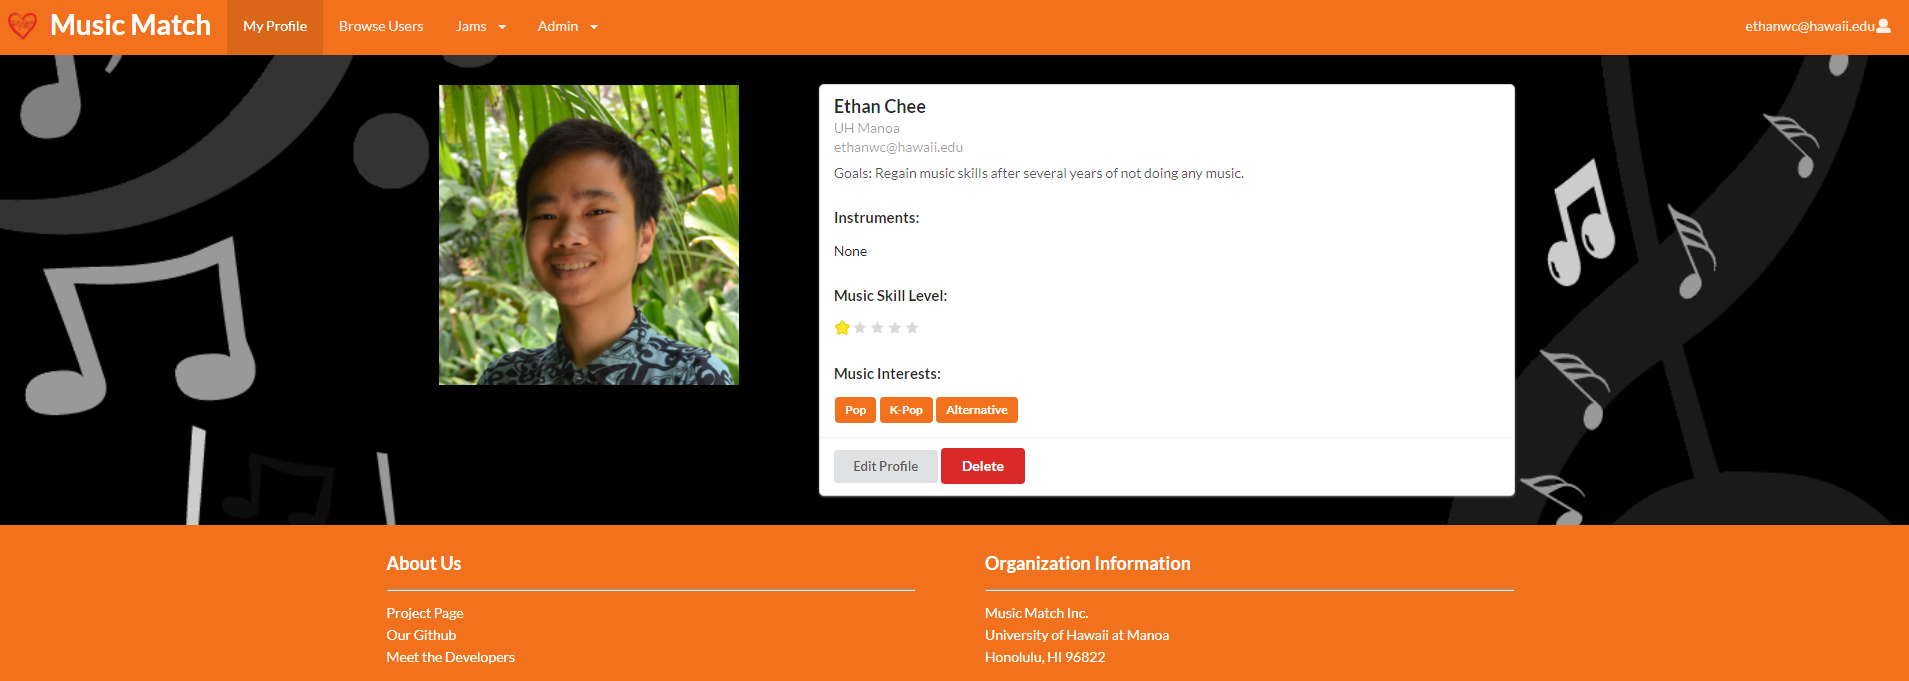 Music Match
My Profile
Browse Users
Jams
Admin
ethanwc@hawaii.edu
Ethan Chee
UH Manoa
ethanwc@hawaii.edu
Goals: Regain music skills after several years of not doing any music.
Instruments:
None
Music Skill Level:
Music Interests:
Pop K-Pop Alternative
Edit Profile Delete
About Us
Project Page
Our Github
Meet the Developers
Organization Information
Music Match Inc.
University of Hawaii at Manoa
Honolulu, HI 96822